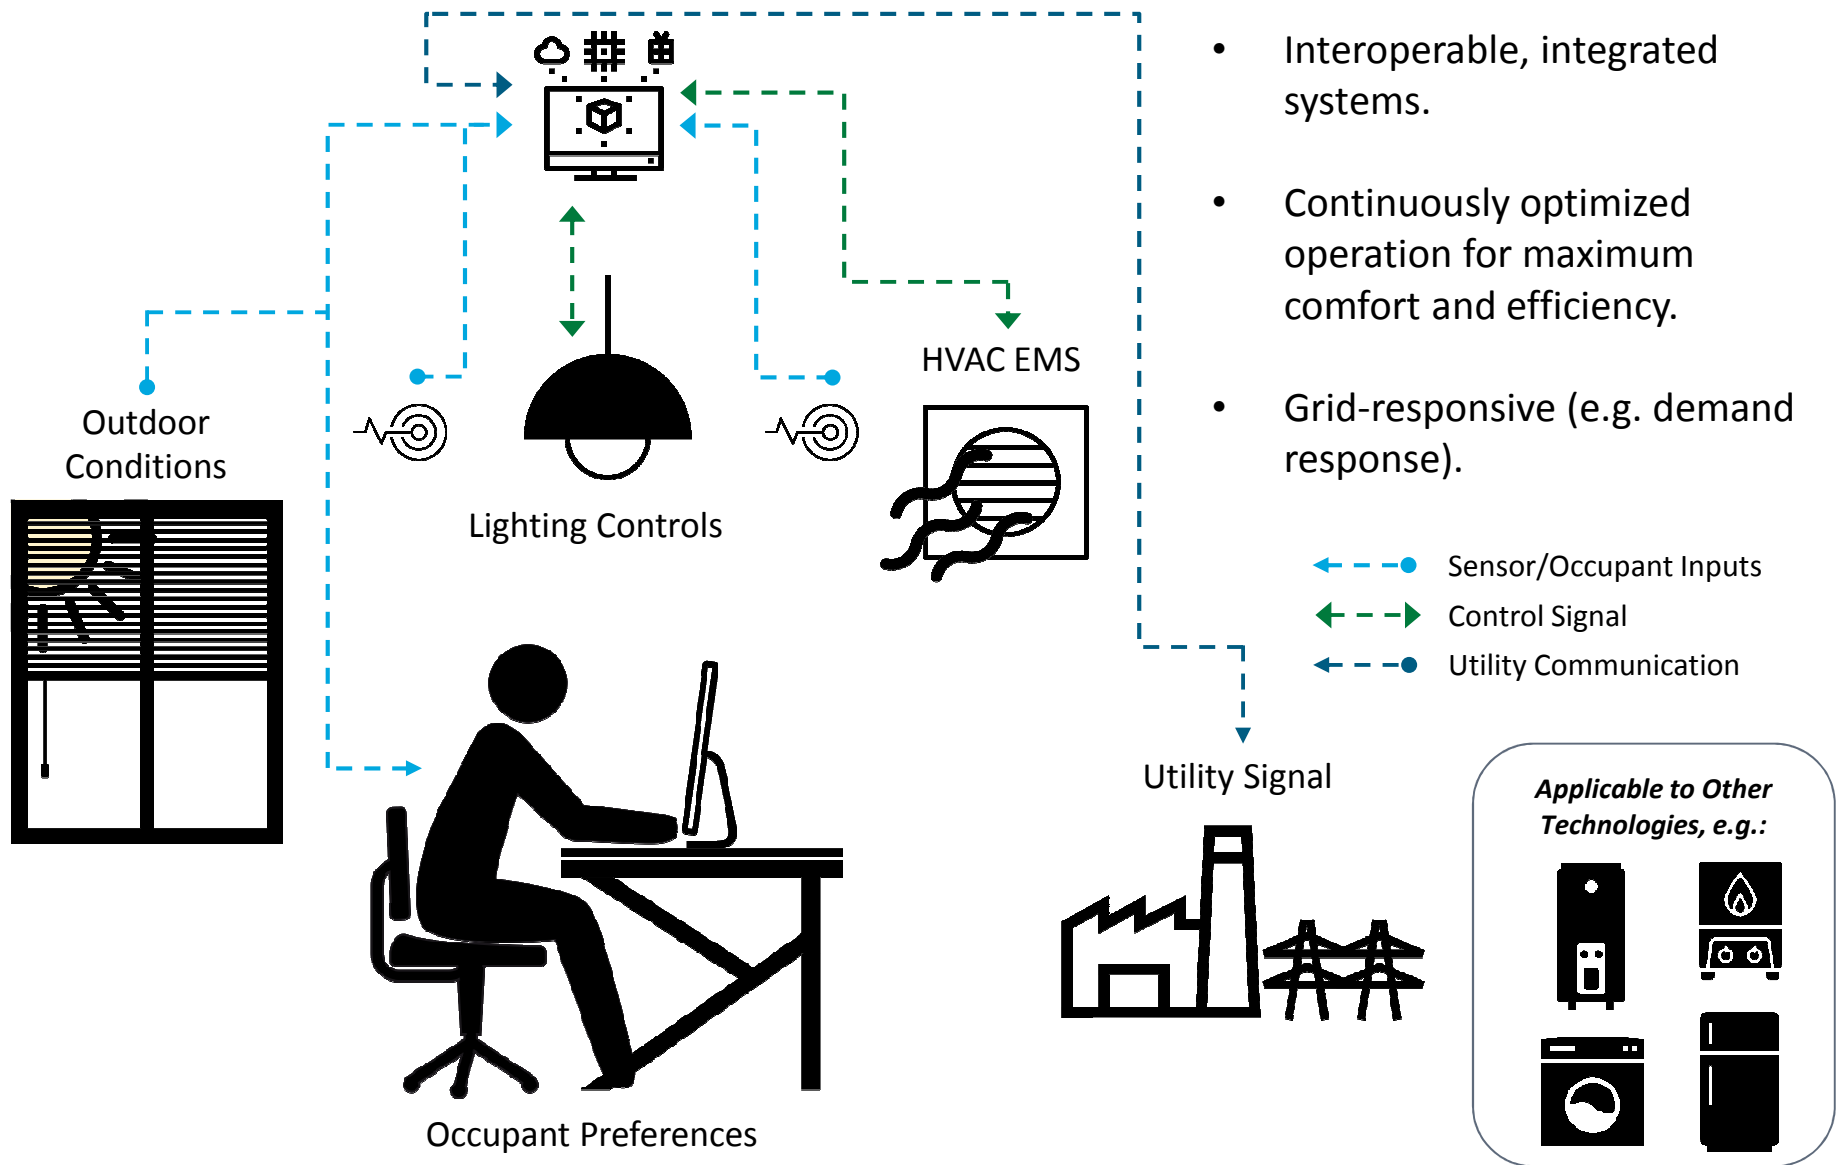 • Interoperable, integrated
systems.
• Continuously optimized
operation for maximum
comfort and efficiency.
• Grid-responsive (e.g. demand
response).
HVAC EMS
Outdoor
Conditions
Lighting Controls
Sensor/Occupant Inputs
Control Signal
Utility Communication
Utility Signal
Applicable to Other
Technologies, e.g.:
Occupant Preferences